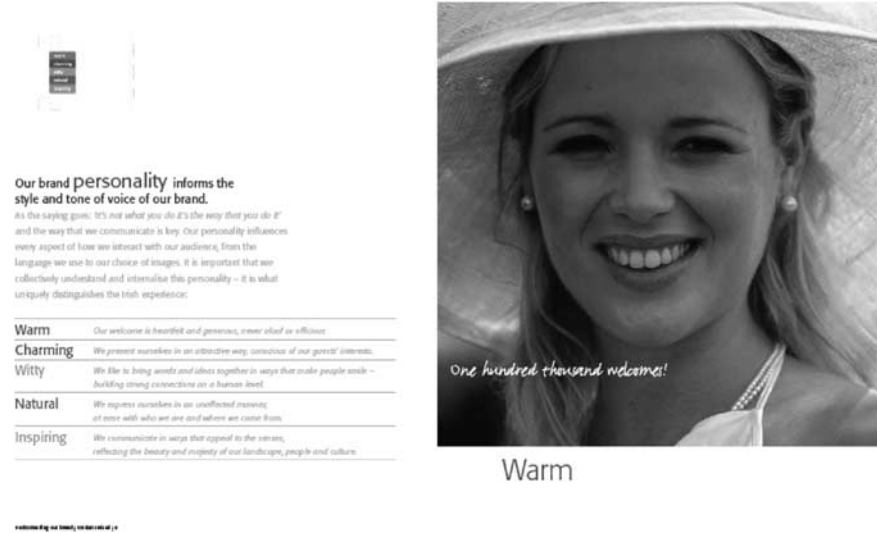 warm
charming
witty
natural
inspiring
Our brand personality informs the
style and tone of voice of our brand.
As the saying goes: 'It's not what you do it's the way that you do it'
and the way that we communicate is key. Our personality influences
every aspect of how we interact with our audience, from the
language we use to our choice of images. It is important that we
collectively understand and internalise this personality – it is what
uniquely distinguishes the Irish experience:
Warm Our welcome is heartfelt and generous, never aloof or officious
Charming We present ourselves in an attractive way, conscious of our guests' interests.
Witty We like to bring words and ideas together in ways that make people smile –
building strong connections on a human level.
Natural We express ourselves in an unaffected manner,
at ease with who we are and where we come from.
Inspiring We communicate in ways that appeal to the senses,
reflecting the beauty and majesty of our landscape, people and culture.
One hundred thousand welcomes!
Warm